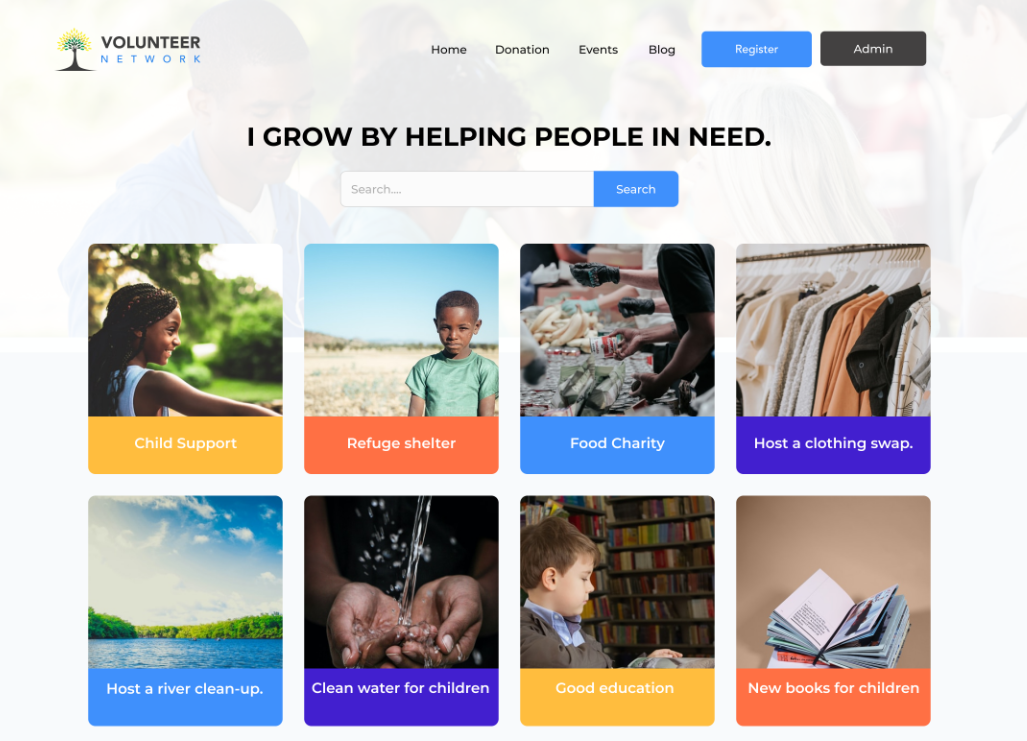 VOLUNTEER
NETWORK
Home Donation Events Blog Register Admin
I GROW BY HELPING PEOPLE IN NEED.
Search.... Search
Child Support Refuge shelter Food Charity Host a clothing swap.
Host a river clean-up. Clean water for children Good education New books for children